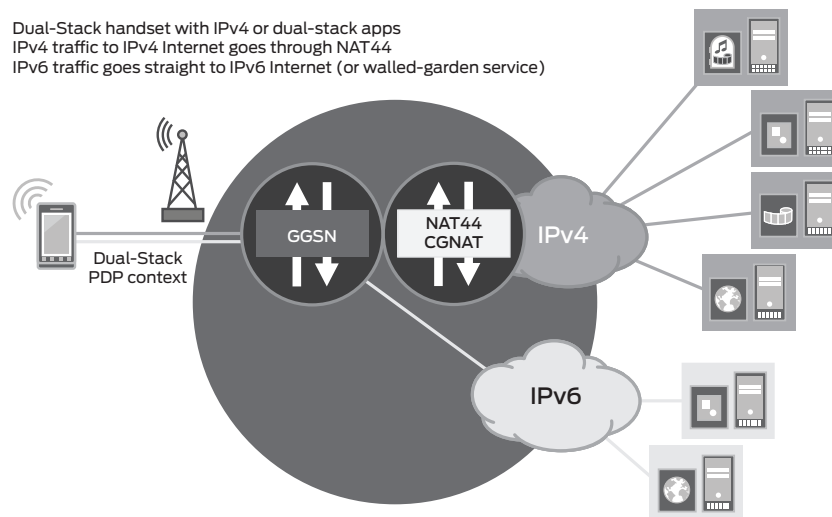 Dual-Stack handset with IPv4 or dual-stack apps
IPv4 traffic to IPv4 Internet goes through NAT44
IPv6 traffic goes straight to IPv6 Internet (or walled-garden service)
GGSN
NAT44
CGNAT
IPv4
Dual-Stack
PDP context
IPv6